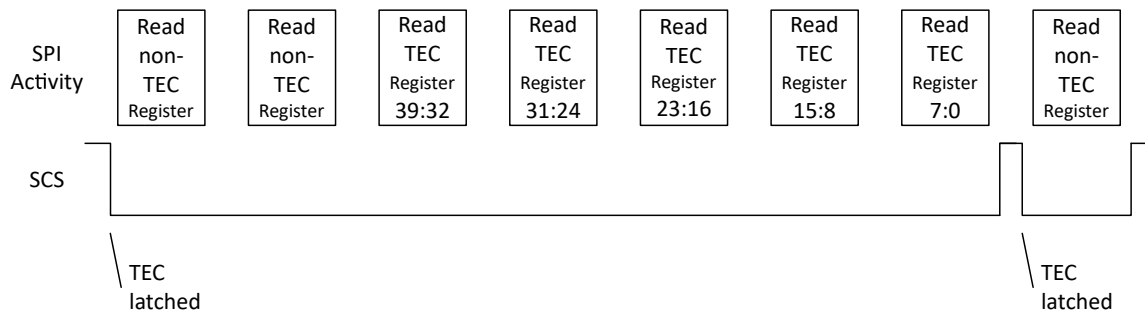 SPI
Activity
Read
non-
TEC
Register
Read
non-
TEC
Register
Read
TEC
Register
39:32
Read
TEC
Register
31:24
Read
TEC
Register
23:16
Read
TEC
Register
15:8
Read
TEC
Register
7:0
Read
non-
TEC
Register
SCS
TEC
latched
TEC
latched